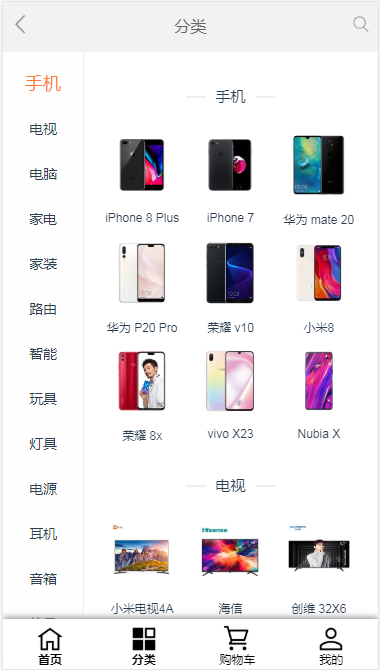 分类
手机
电视
电脑
家电
家装
路由
智能
玩具
灯具
电源
耳机
音箱
手机
iPhone 8 Plus
iPhone 7
华为 mate 20
华为 P20 Pro
荣耀 v10
小米8
荣耀 8x
vivo X23
Nubia X
电视
Hisense
小米电视4A
海信
创维 32X6
首页
分类
购物车
我的